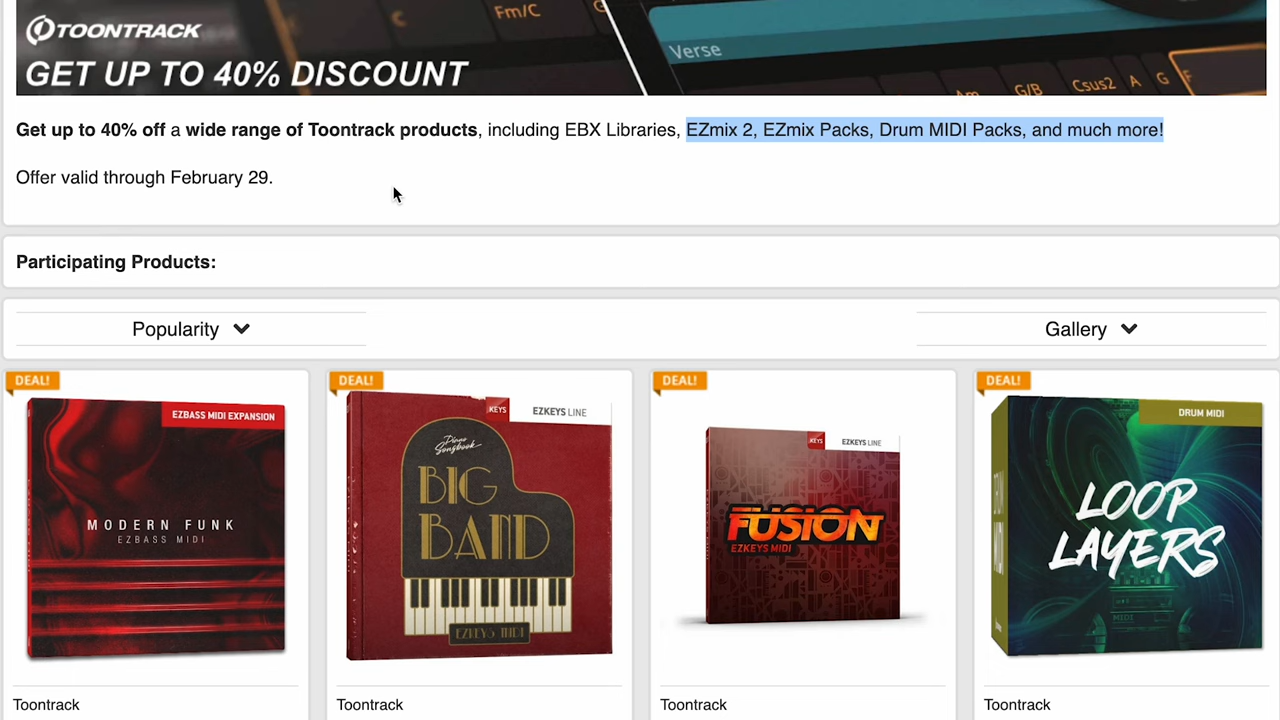 C
Fm/C
TOONTRACK
GET UP TO 40% DISCOUNT
Verse
Am
G/B
Csus2
A
G
F
Get up to 40% off a wide range of Toontrack products, including EBX Libraries, EZmix 2, EZmix Packs, Drum MIDI Packs, and much more!
Offer valid through February 29.
Participating Products:
Popularity
Gallery
DEAL!
EZBASS MIDI EXPANSION
MODERN FUNK
EZBASS MIDI
Toontrack
DEAL!
KEYS
EZKEYS LINE
Piano
Songbook
BIG
BAND
EZKEYS MIDI
Toontrack
DEAL!
KEYS
EZKEYS LINE
FUSION
EZKEYS MIDI
Toontrack
DEAL!
DRUM MIDI
LOOP
LAYERS
MIDI
Toontrack